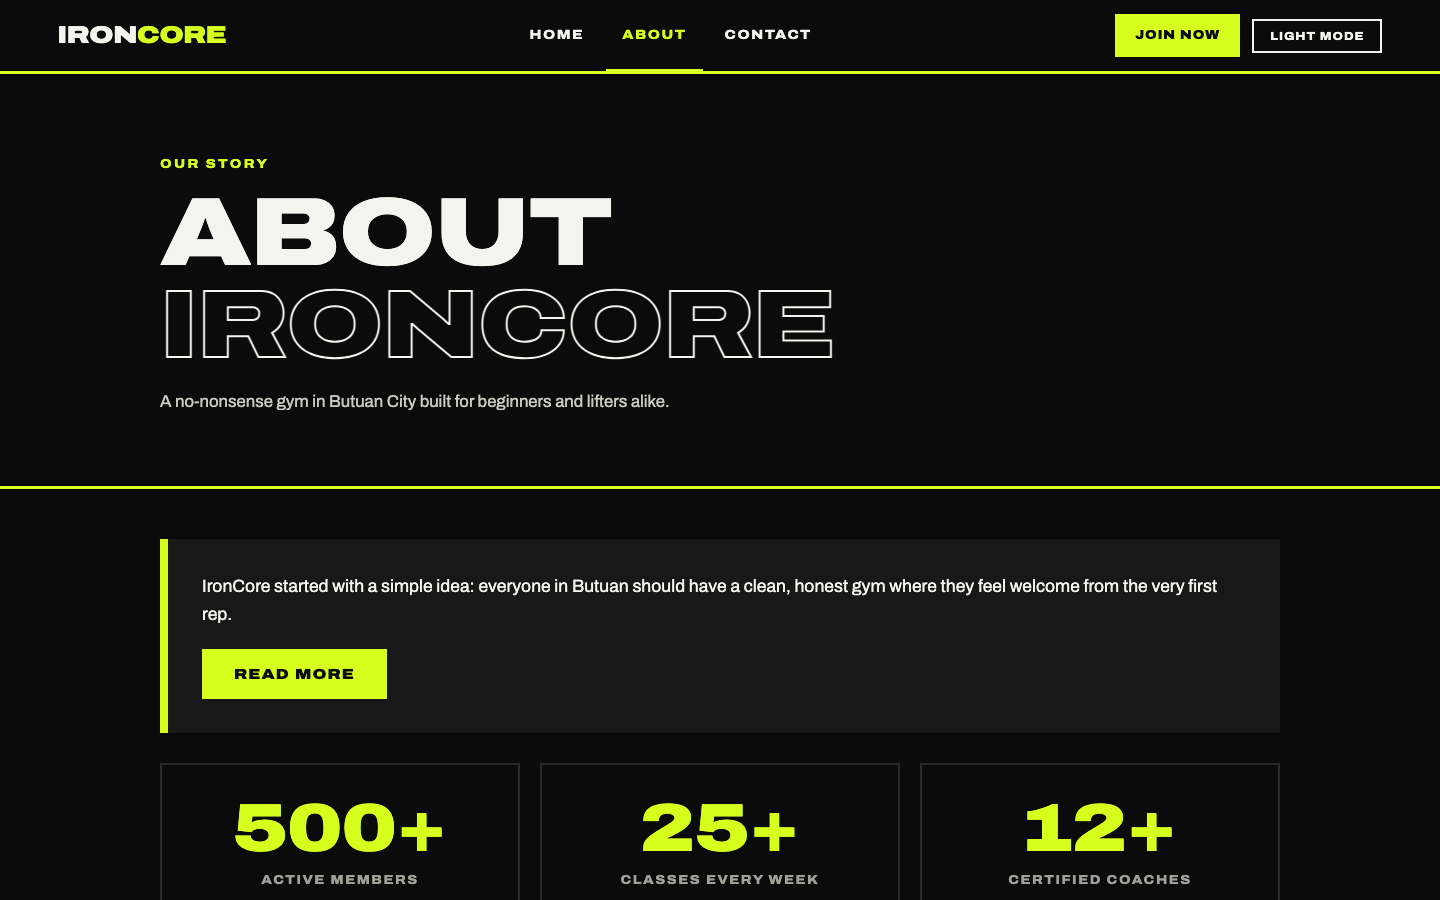 IRONCORE
HOME ABOUT CONTACT
JOIN NOW
LIGHT MODE
OUR STORY
ABOUT
IRONCORE
A no-nonsense gym in Butuan City built for beginners and lifters alike.
IronCore started with a simple idea: everyone in Butuan should have a clean, honest gym where they feel welcome from the very first
rep.
READ MORE
500+ 25+ 12+
ACTIVE MEMBERS CLASSES EVERY WEEK CERTIFIED COACHES